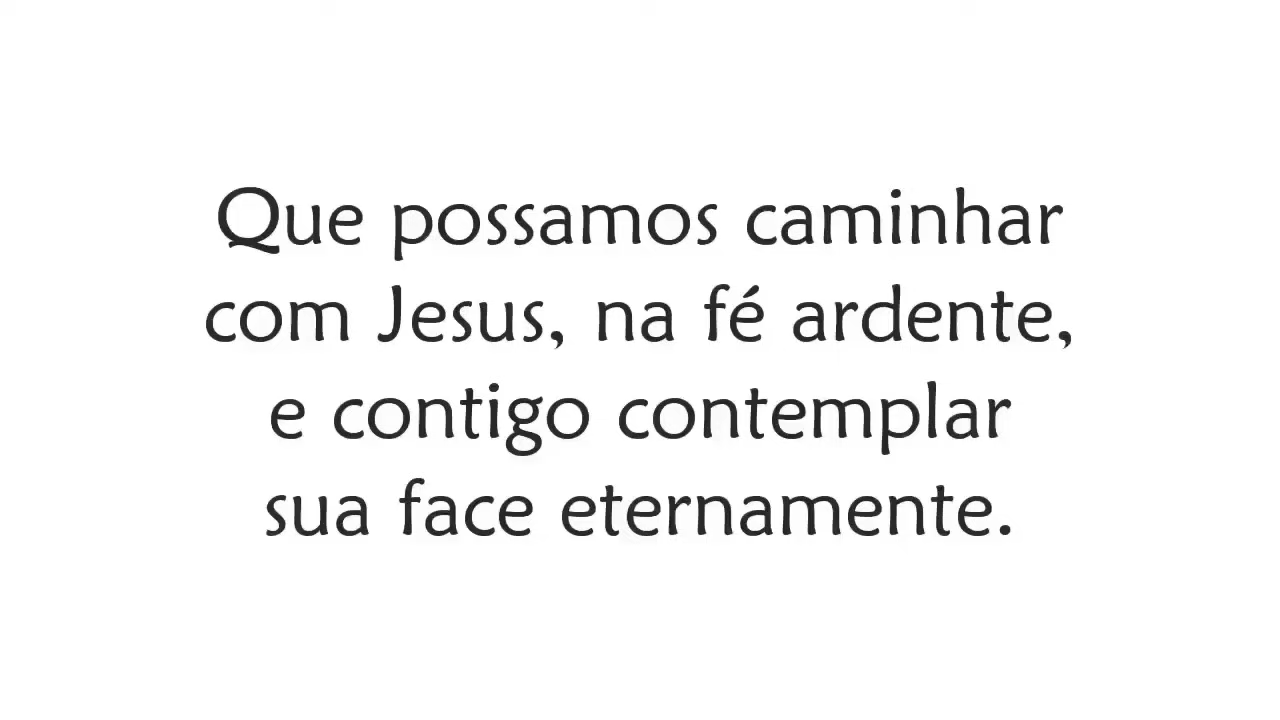 Que possamos caminhar
com Jesus, na fé ardente,
e contigo contemplar
sua face eternamente.